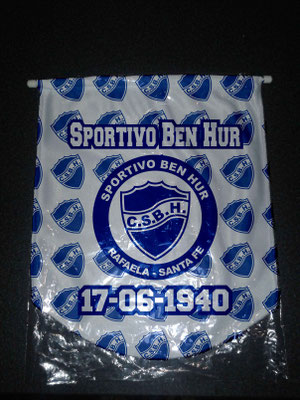 SPORTIVO BEN HUR
SPORTIVO BEN HUR
C.S.B.H.
RAFAELA - SANTA FE
17-06-1940